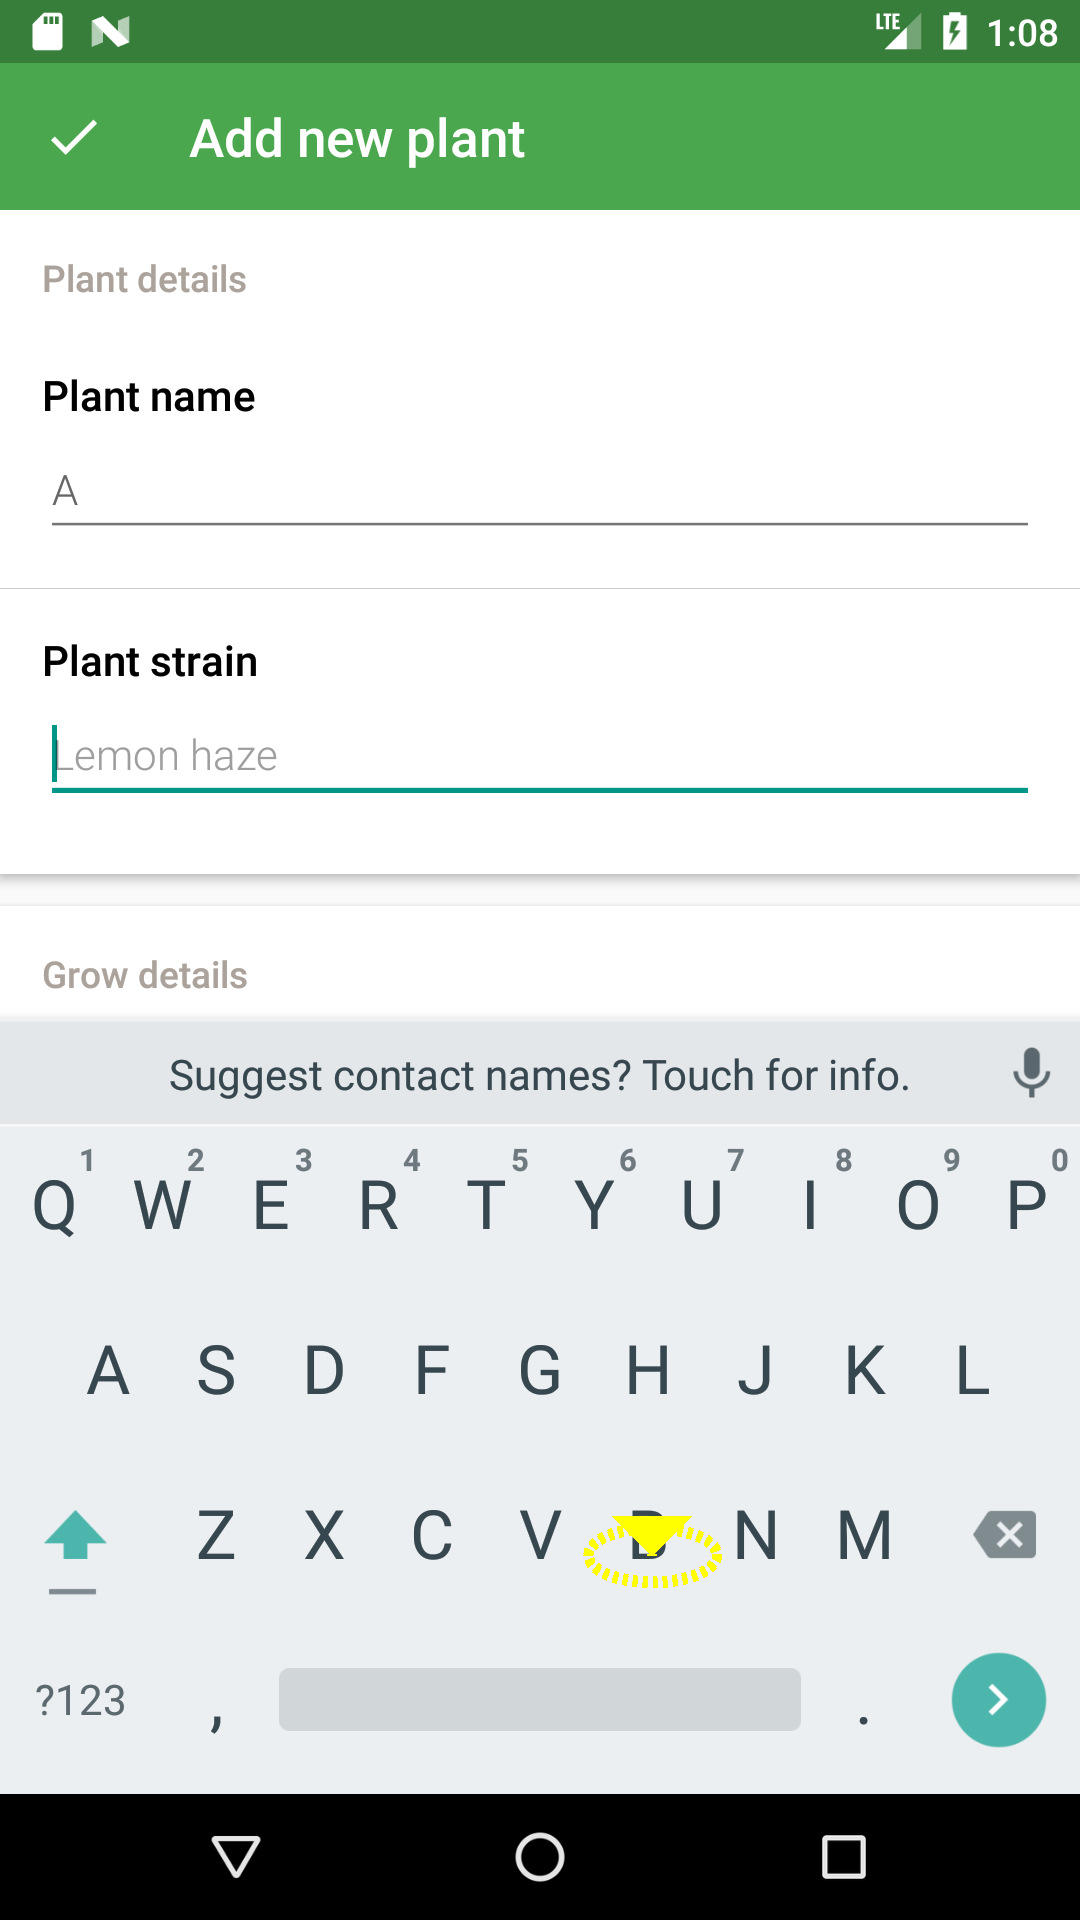 LTE 1:08
Add new plant
Plant details
Plant name
A
Plant strain
Lemon haze
Grow details
Suggest contact names? Touch for info.
1 2 3 4 5 6 7 8 9 0
Q W E R T Y U I O P
A S D F G H J K L
Z X C V B N M
?123 , .